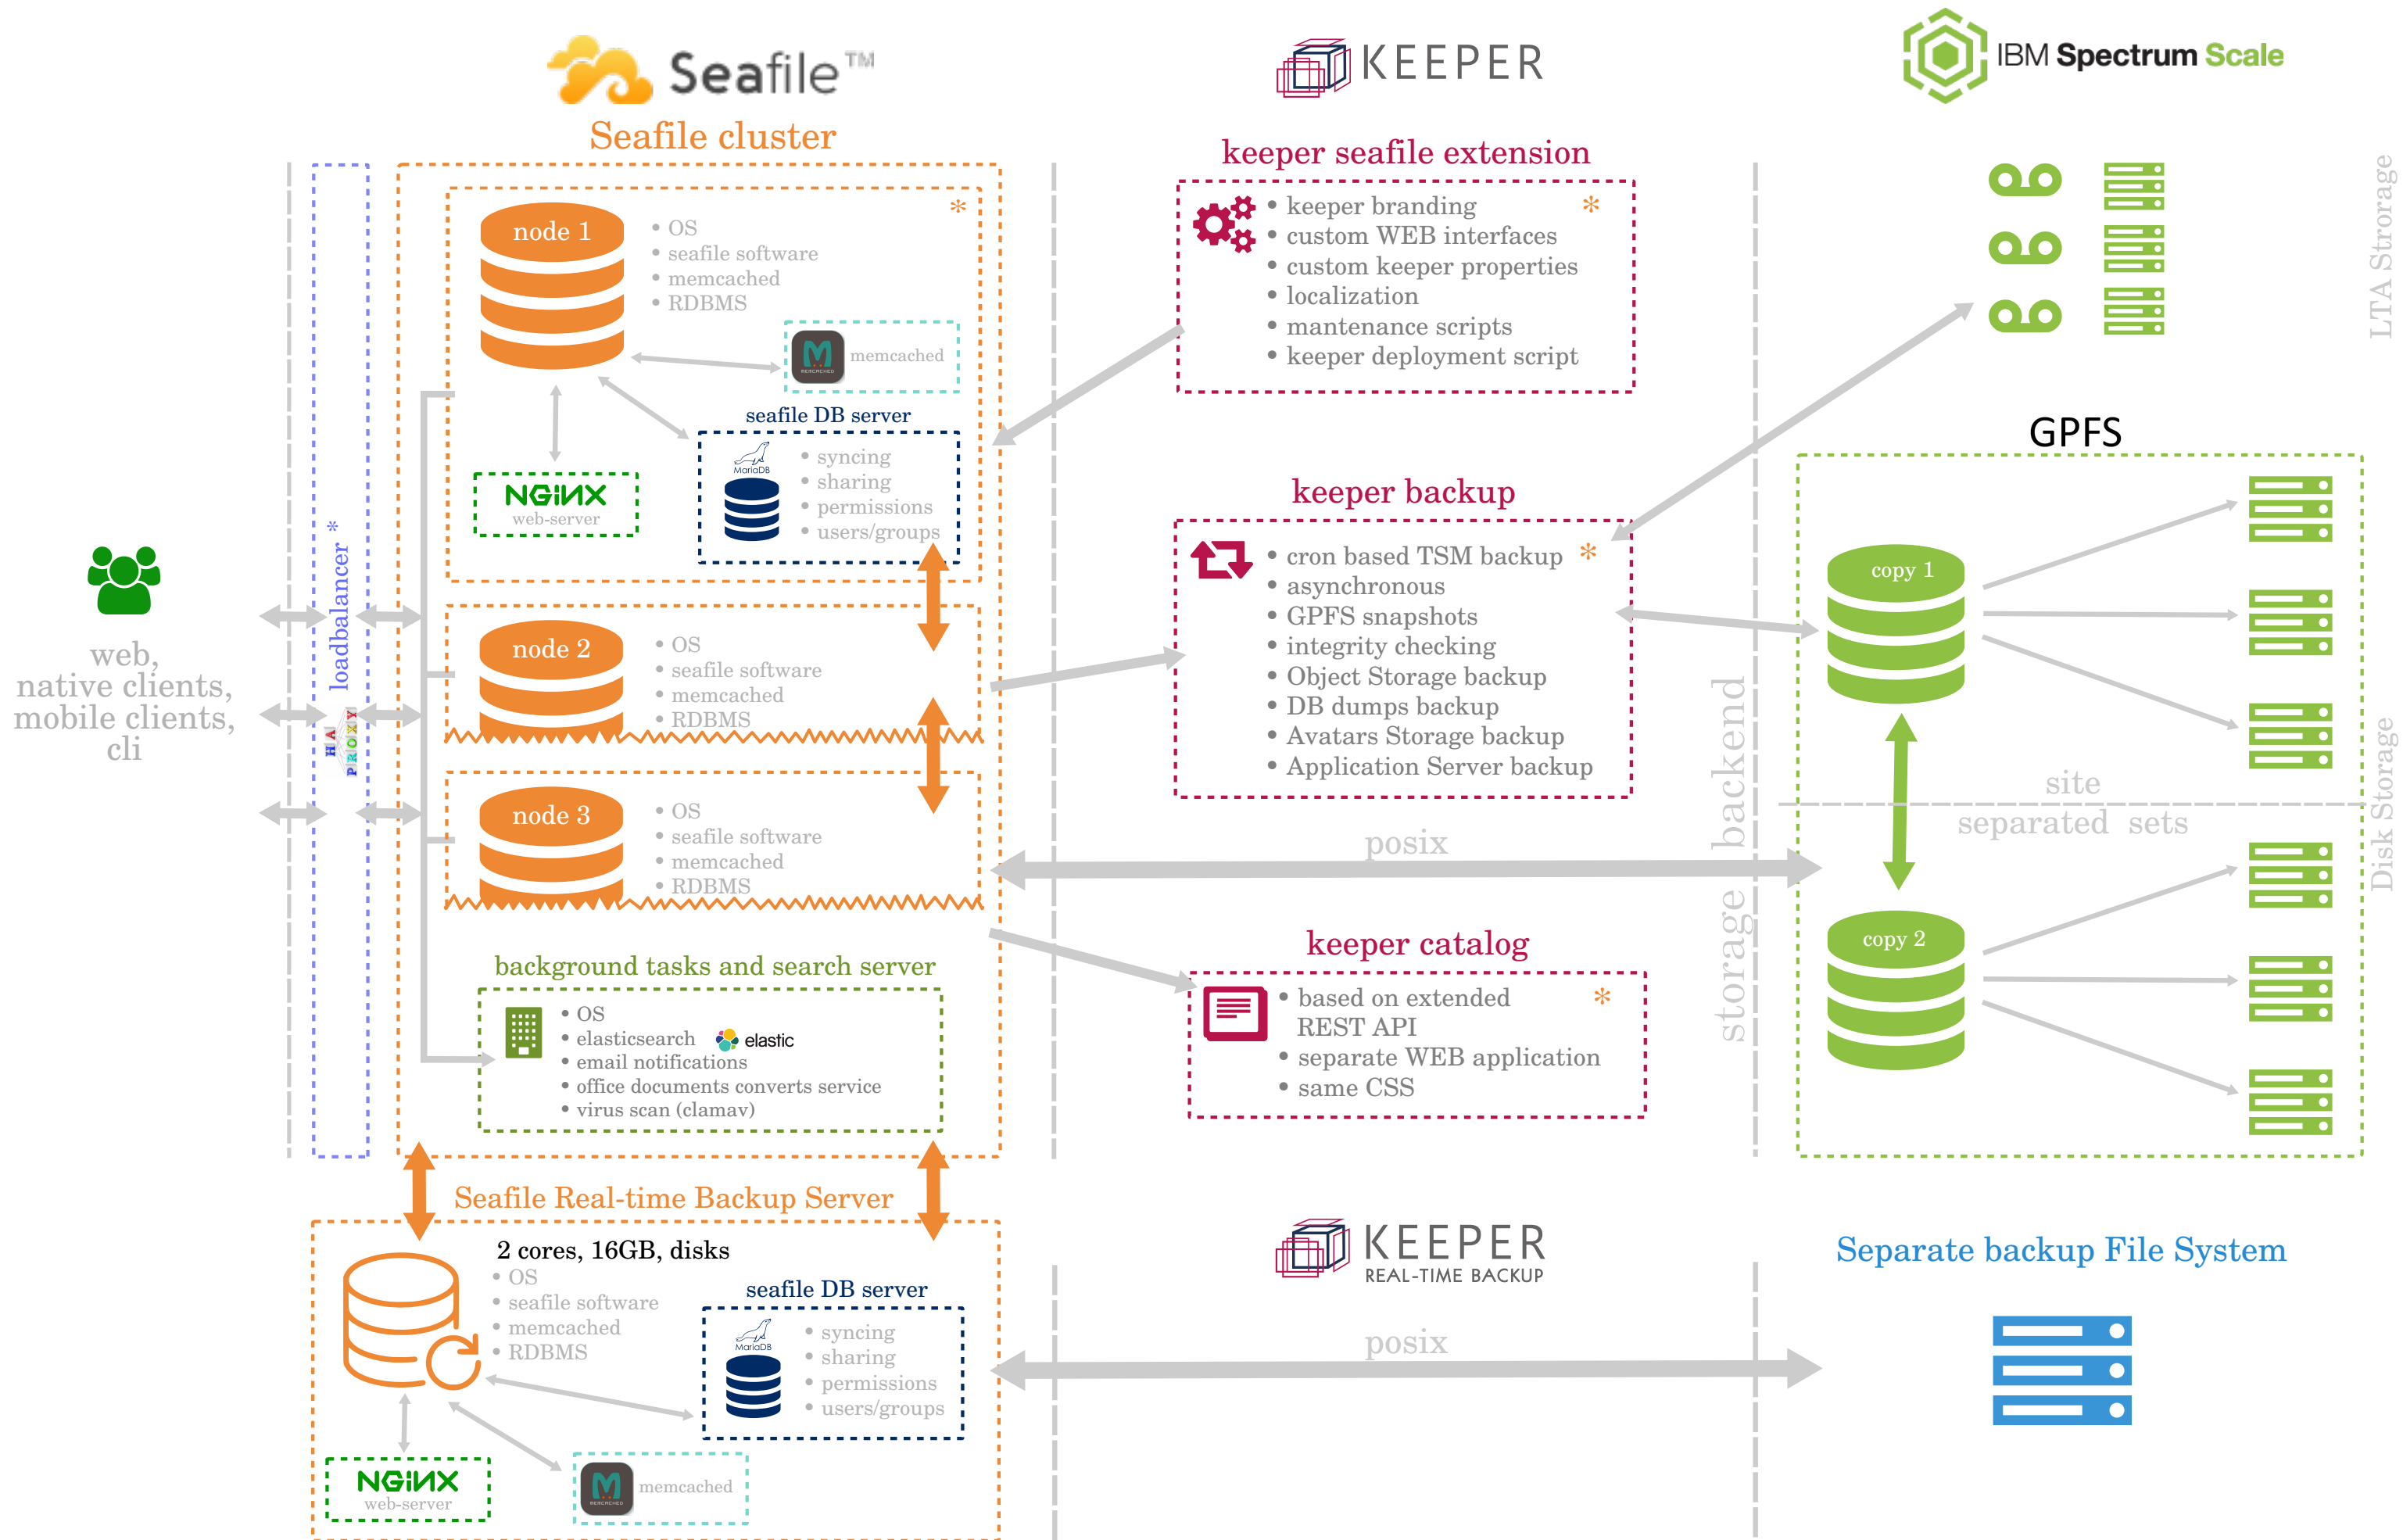 Seafile™
Seafile cluster
node 1
*
• OS
• seafile software
• memcached
• RDBMS
MEMCACHED
memcached
seafile DB server
MariaDB
• syncing
• sharing
• permissions
• users/groups
NGINX
web-server
node 2
• OS
• seafile software
• memcached
• RDBMS
node 3
• OS
• seafile software
• memcached
• RDBMS
background tasks and search server
• OS
• elasticsearch
elastic
• email notifications
• office documents converts service
• virus scan (clamav)
web,
native clients,
mobile clients,
cli
loadbalancer *
HA
PROXY
Seafile Real-time Backup Server
2 cores, 16GB, disks
• OS
• seafile software
• memcached
• RDBMS
seafile DB server
MariaDB
• syncing
• sharing
• permissions
• users/groups
NGINX
web-server
MEMCACHED
memcached
KEEPER
keeper seafile extension
• keeper branding
*
• custom WEB interfaces
• custom keeper properties
• localization
• mantenance scripts
• keeper deployment script
keeper backup
• cron based TSM backup
*
• asynchronous
• GPFS snapshots
• integrity checking
• Object Storage backup
• DB dumps backup
• Avatars Storage backup
• Application Server backup
posix
keeper catalog
• based on extended
REST API
*
• separate WEB application
• same CSS
KEEPER
REAL-TIME BACKUP
posix
storage backend
IBM Spectrum Scale
LTA Strorage
GPFS
copy 1
site
separated sets
copy 2
Disk Storage
Separate backup File System